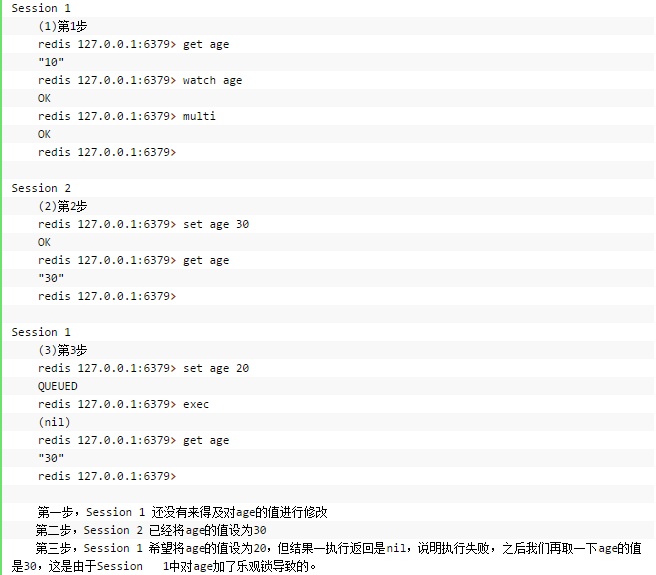 Session 1
(1)第1步
redis 127.0.0.1:6379> get age
"10"
redis 127.0.0.1:6379> watch age
OK
redis 127.0.0.1:6379> multi
OK
redis 127.0.0.1:6379>
Session 2
(2)第2步
redis 127.0.0.1:6379> set age 30
OK
redis 127.0.0.1:6379> get age
"30"
redis 127.0.0.1:6379>
Session 1
(3)第3步
redis 127.0.0.1:6379> set age 20
QUEUED
redis 127.0.0.1:6379> exec
(nil)
redis 127.0.0.1:6379> get age
"30"
redis 127.0.0.1:6379>
第一步，Session 1 还没有来得及对age的值进行修改
第二步，Session 2 已经将age的值设为30
第三步，Session 1 希望将age的值设为20，但结果一执行返回是nil，说明执行失败，之后我们再取一下age的值
是30，这是由于Session 1中对age加了乐观锁导致的。